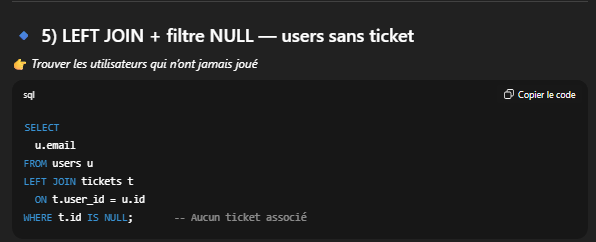 5) LEFT JOIN + filtre NULL — users sans ticket
👉 Trouver les utilisateurs qui n'ont jamais joué
sql
Copier le code
SELECT
  u.email
FROM users u
LEFT JOIN tickets t
  ON t.user_id = u.id
WHERE t.id IS NULL;       -- Aucun ticket associé